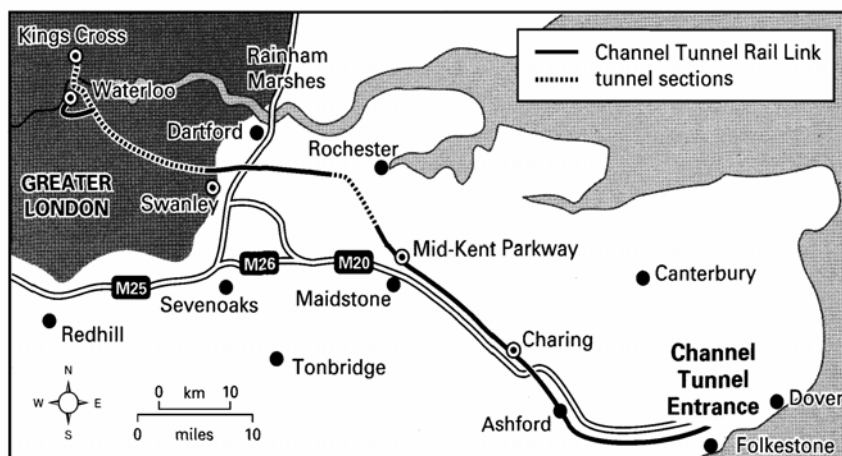 Kings Cross
Waterloo
Rainham
Marshes
Channel Tunnel Rail Link
tunnel sections
Dartford
Rochester
GREATER
LONDON
Swanley
Mid-Kent Parkway
M25
M26
M20
Sevenoaks
Maidstone
Canterbury
Redhill
Tonbridge
Charing
Channel
Tunnel
Entrance
Dover
Ashford
Folkestone
N
W E
S
0 km 10
0 miles 10